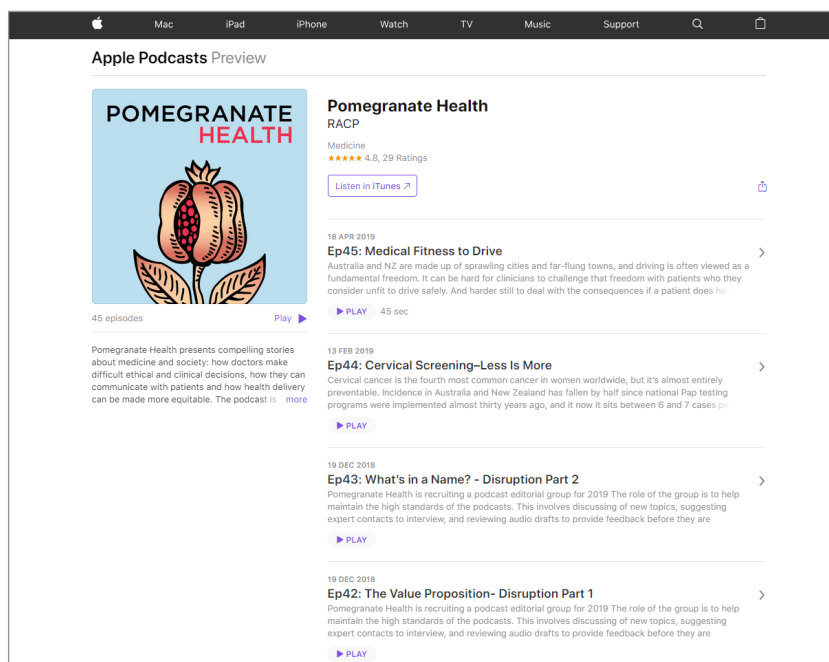 Mac iPad iPhone Watch TV Music Support
Apple Podcasts Preview
POMEGRANATE
HEALTH
45 episodes Play
Pomegranate Health presents compelling stories
about medicine and society: how doctors make
difficult ethical and clinical decisions, how they can
communicate with patients and how health delivery
can be made more equitable. The podcast is more
Pomegranate Health
RACP
Medicine
★★★★★ 4.8, 29 Ratings
Listen in iTunes ↗
18 APR 2019
Ep45: Medical Fitness to Drive
Australia and NZ are made up of sprawling cities and far-flung towns, and driving is often viewed as a
fundamental freedom. It can be hard for clinicians to challenge that freedom with patients who they
consider unfit to drive safely. And harder still to deal with the consequences if a patient does
PLAY 45 sec
13 FEB 2019
Ep44: Cervical Screening–Less Is More
Cervical cancer is the fourth most common cancer in women worldwide, but it's almost entirely
preventable. Incidence in Australia and New Zealand has fallen by half since national Pap testing
programs were implemented almost thirty years ago, and it now it sits between 6 and 7 cases
PLAY
19 DEC 2018
Ep43: What's in a Name? - Disruption Part 2
Pomegranate Health is recruiting a podcast editorial group for 2019 The role of the group is to help
maintain the high standards of the podcasts. This involves discussing of new topics, suggesting
expert contacts to interview, and reviewing audio drafts to provide feedback before they are
PLAY
19 DEC 2018
Ep42: The Value Proposition- Disruption Part 1
Pomegranate Health is recruiting a podcast editorial group for 2019 The role of the group is to help
maintain the high standards of the podcasts. This involves discussing of new topics, suggesting
expert contacts to interview, and reviewing audio drafts to provide feedback before they are
PLAY